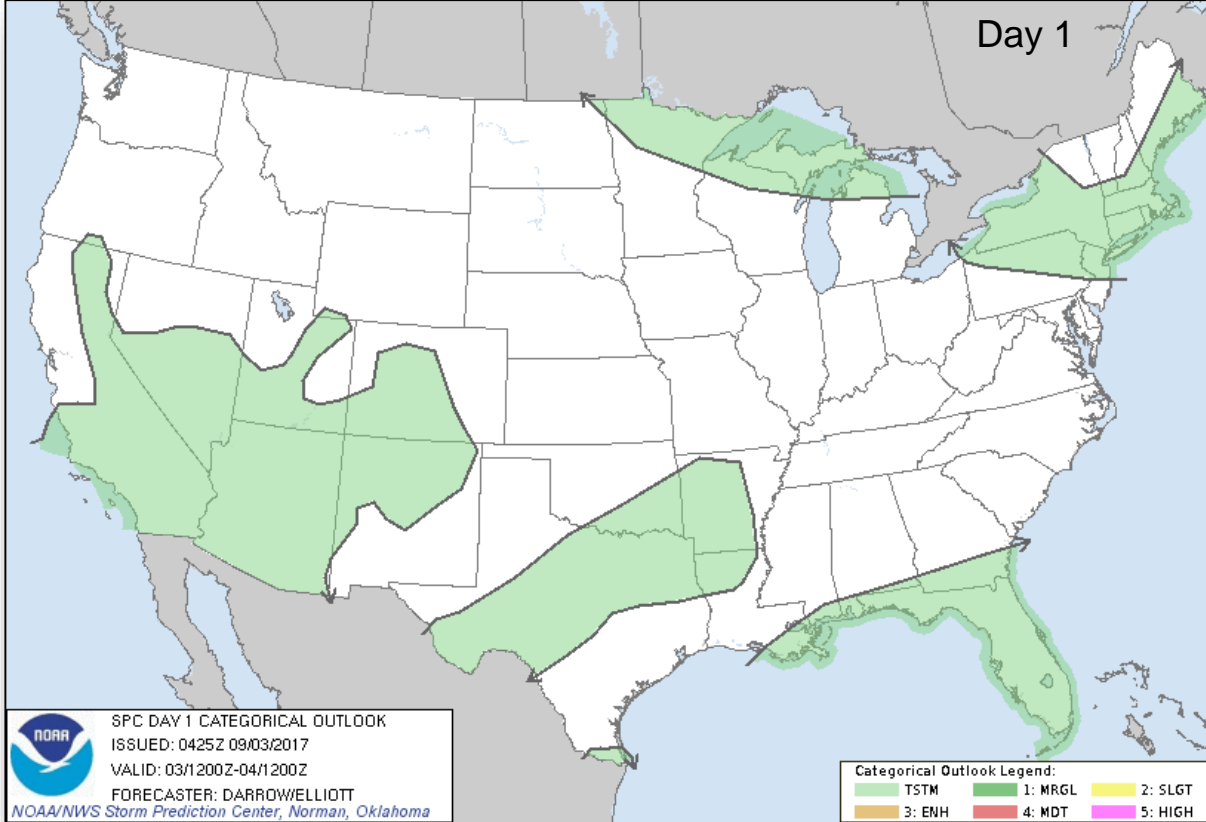 Day 1
NOAA
SPC DAY 1 CATEGORICAL OUTLOOK
ISSUED: 0425Z 09/03/2017
VALID: 03/1200Z-04/1200Z
FORECASTER: DARROW/ELLIOTT
NOAA/NWS Storm Prediction Center, Norman, Oklahoma
Categorical Outlook Legend:
TSTM 1: MRGL 2: SLGT
3: ENH 4: MDT 5: HIGH